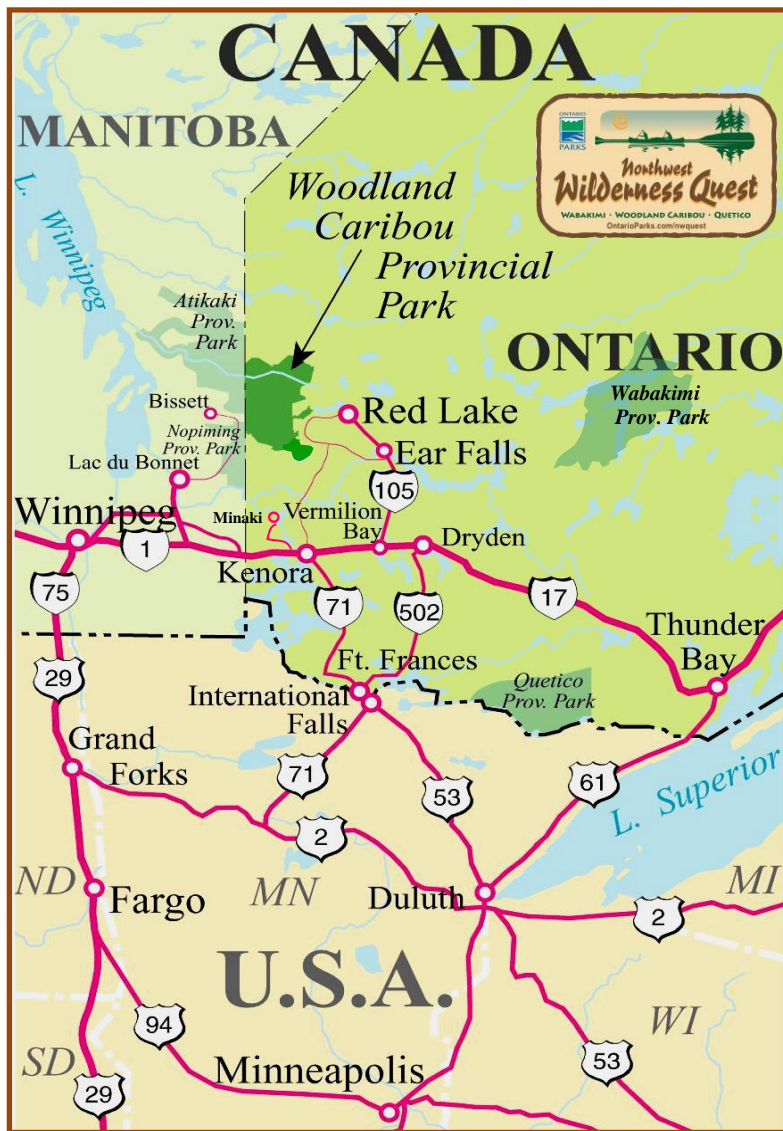 CANADA
MANITOBA
ONTARIO
PARKS
Northwest
Wilderness Quest
WABAKIMI • WOODLAND CARIBOU • QUETICO
OntarioParks.com/nwquest
Woodland
Caribou
Provincial
Park
L. Winnipeg
Atikaki
Prov.
Park
ONTARIO
Wabakimi
Prov. Park
Bissett
Red Lake
Nopiming
Prov. Park
Ear Falls
Lac du Bonnet
105
Winnipeg
Minaki
Vermilion
Bay
Dryden
1
Kenora
75
71
502
17
Thunder
Bay
29
Ft. Frances
International
Falls
Quetico
Prov. Park
Grand
Forks
71
53
61
L. Superior
2
ND
Fargo
MN
Duluth
MI
2
U.S.A.
94
WI
SD
Minneapolis
53
29